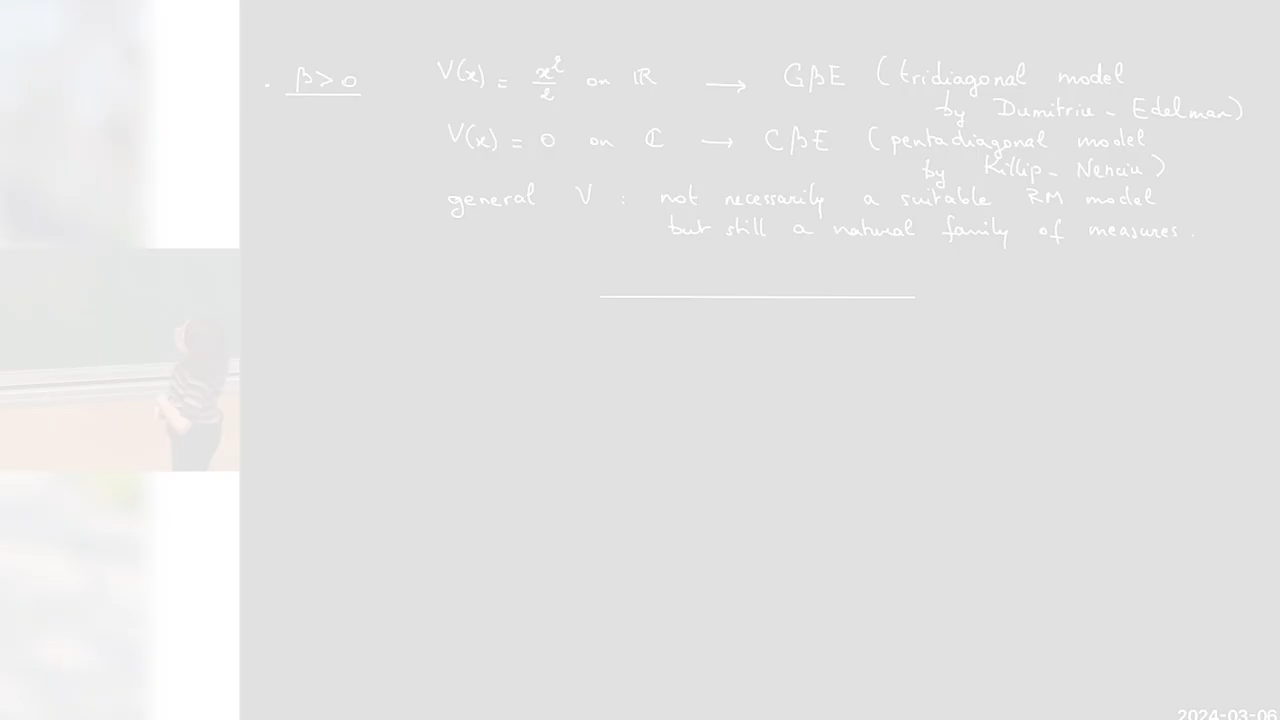 . β > 0 V(x) = x²/2 on ℝ → GβE (tridiagonal model
by Dumitriu - Edelman)
V(x) = 0 on ℂ → CβE (pentadiagonal model
by Killip - Nenciu)
general V : not necessarily a suitable RM model
but still a natural family of measures.
2024-03-06